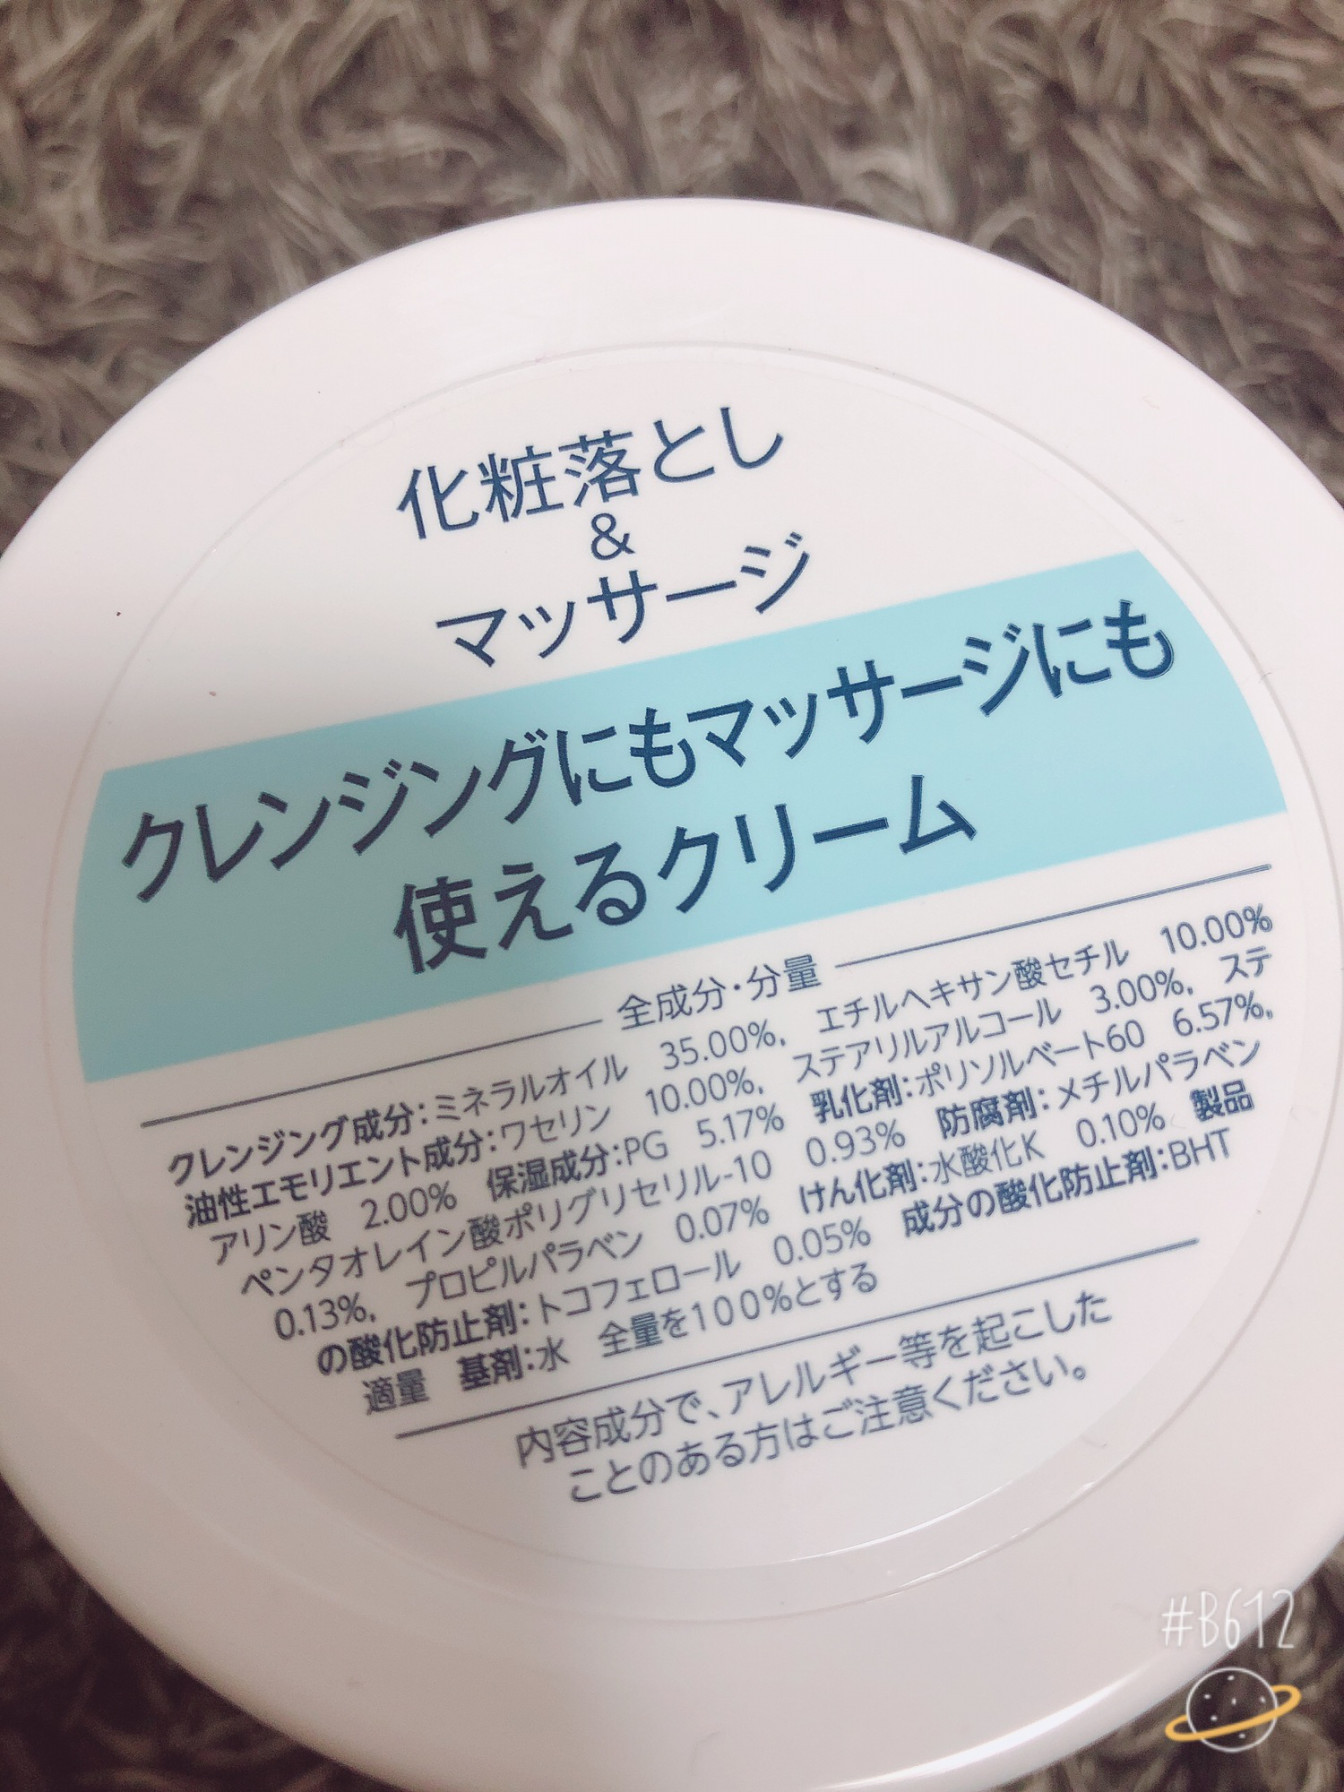 化粧落とし
&
マッサージ
クレンジングにもマッサージにも
使えるクリーム
全成分・分量
クレンジング成分:ミネラルオイル 35.00%、エチルヘキサン酸セチル 10.00%
油性エモリエント成分:ワセリン 10.00%、ステアリルアルコール 3.00%、ステ
アリン酸 2.00% 保湿成分:PG 5.17% 乳化剤:ポリソルベート60 6.57%、
ペンタオレイン酸ポリグリセリル-10 0.93% 防腐剤:メチルパラベン
0.13%、プロピルパラベン 0.07% けん化剤:水酸化K 0.10% 製品
の酸化防止剤:トコフェロール 0.05% 成分の酸化防止剤:BHT
適量 基剤:水 全量を100%とする
内容成分で、アレルギー等を起こした
ことのある方はご注意ください。
#B612